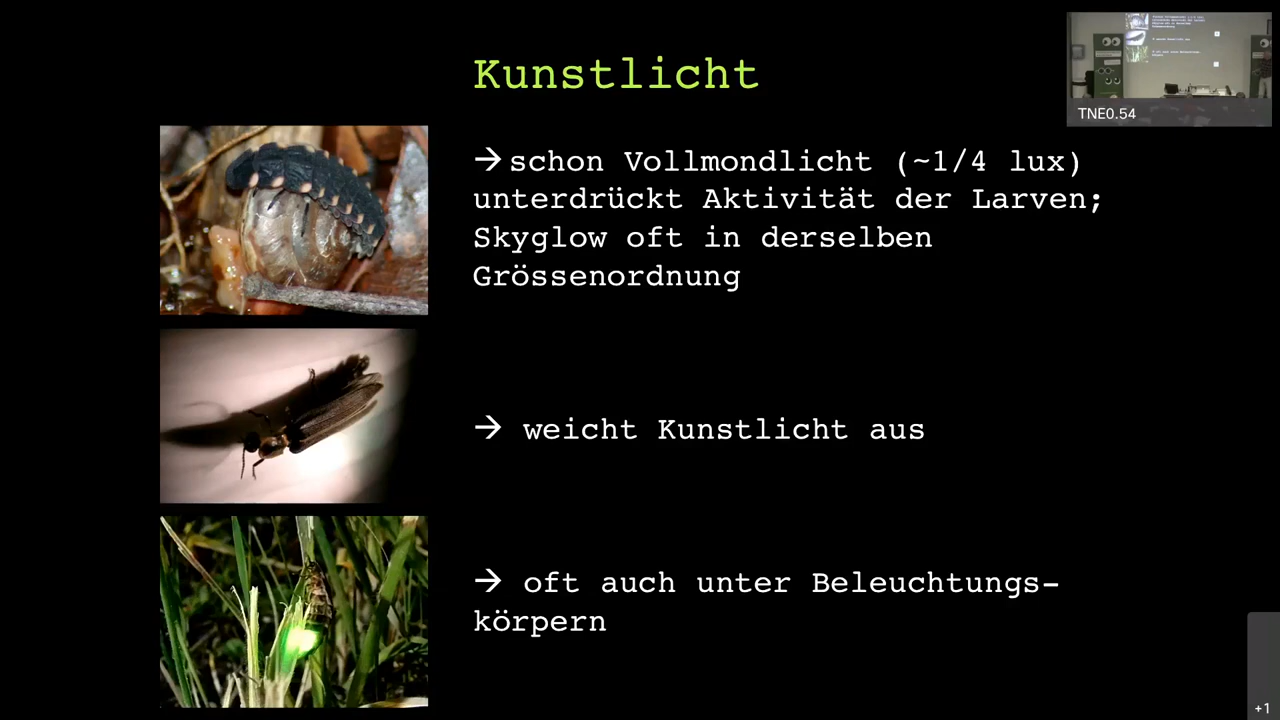 Kunstlicht
TNE0.54
→schon Vollmondlicht (~1/4 lux)
unterdrückt Aktivität der Larven;
Skyglow oft in derselben
Grössenordnung
→ weicht Kunstlicht aus
→ oft auch unter Beleuchtungs-
körpern
+1